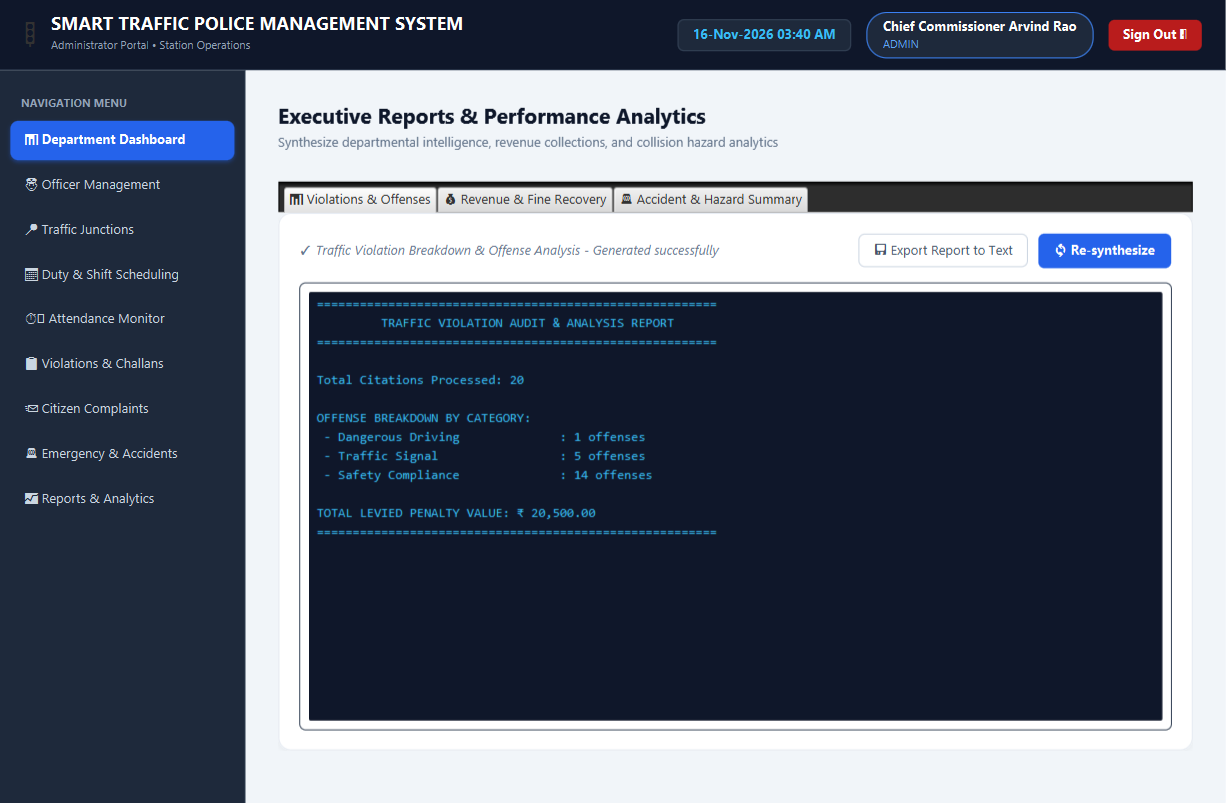 SMART TRAFFIC POLICE MANAGEMENT SYSTEM
Administrator Portal • Station Operations
16-Nov-2026 03:40 AM
Chief Commissioner Arvind Rao
ADMIN
Sign Out
NAVIGATION MENU
Department Dashboard
Officer Management
Traffic Junctions
Duty & Shift Scheduling
Attendance Monitor
Violations & Challans
Citizen Complaints
Emergency & Accidents
Reports & Analytics
Executive Reports & Performance Analytics
Synthesize departmental intelligence, revenue collections, and collision hazard analytics
Violations & Offenses
Revenue & Fine Recovery
Accident & Hazard Summary
✓ Traffic Violation Breakdown & Offense Analysis - Generated successfully
Export Report to Text
Re-synthesize
========================================================
TRAFFIC VIOLATION AUDIT & ANALYSIS REPORT
========================================================
Total Citations Processed: 20
OFFENSE BREAKDOWN BY CATEGORY:
- Dangerous Driving : 1 offenses
- Traffic Signal : 5 offenses
- Safety Compliance : 14 offenses
TOTAL LEVIED PENALTY VALUE: ₹ 20,500.00
========================================================